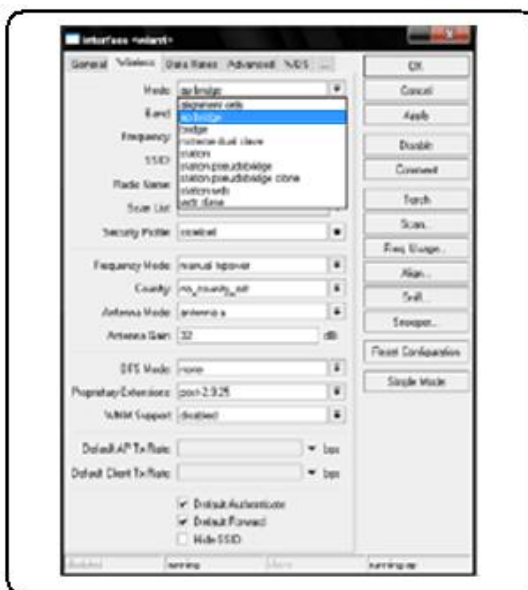 Interface <wlan1>
General Wireless Data Rates Advanced WDS ...
Mode: ap bridge
Band:
Frequency:
SSID:
Radio Name:
Scan List:
alignment only
ap bridge
bridge
nstreme dual slave
station
station pseudobridge
station pseudobridge clone
station wds
wds slave
Security Profile:
Frequency Mode: manual txpower
Country: no_country_set
Antenna Mode: antenna a
Antenna Gain: 32 dBi
DFS Mode: none
Proprietary Extensions: post-2.9.25
WMM Support: disabled
Default AP Tx Rate: bps
Default Client Tx Rate: bps
Default Authenticate
Default Forward
Hide SSID
OK
Cancel
Apply
Disable
Comment
Torch
Scan...
Freq. Usage...
Align...
Sniff...
Snooper...
Reset Configuration
Simple Mode
disabled running slave running ap